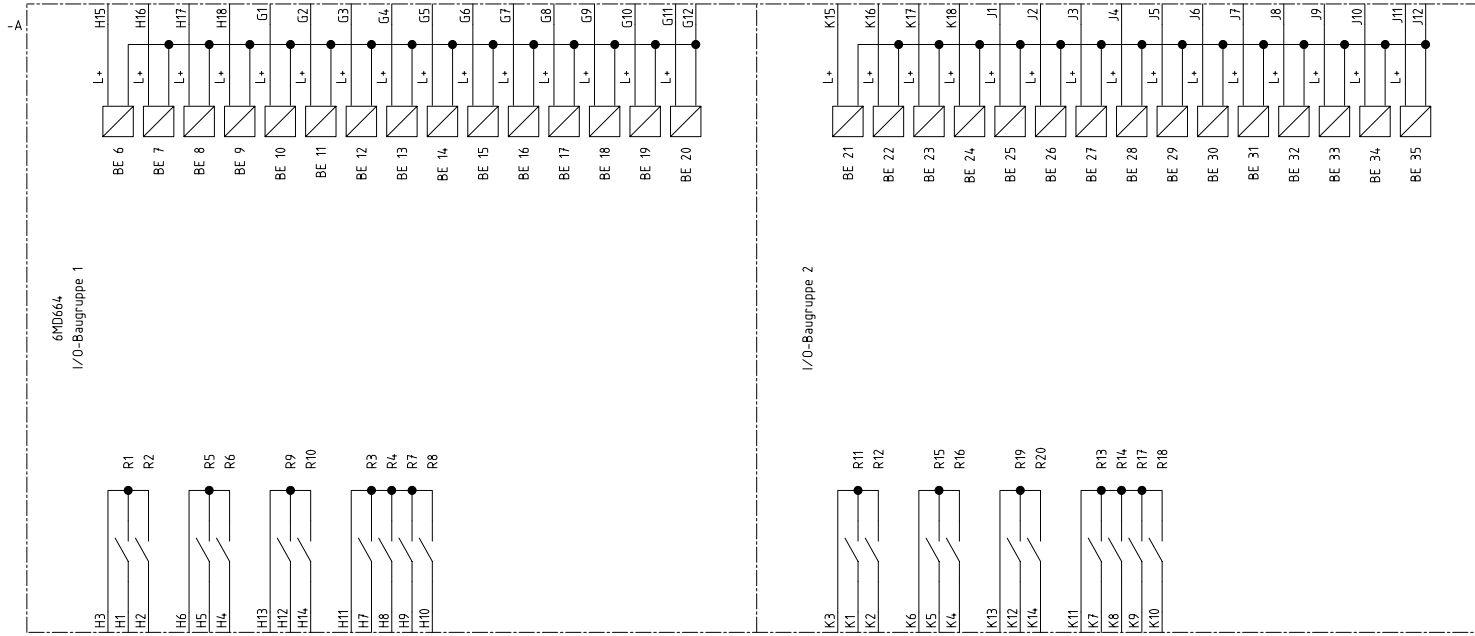 -A
H15 H16 H17 H18 G1 G2 G3 G4 G5 G6 G7 G8 G9 G10 G11 G12
K15 K16 K17 K18 J1 J2 J3 J4 J5 J6 J7 J8 J9 J10 J11 J12
L+ L+ L+ L+ L+ L+ L+ L+ L+ L+ L+ L+ L+ L+ L+
L+ L+ L+ L+ L+ L+ L+ L+ L+ L+ L+ L+ L+ L+ L+
BE 6 BE 7 BE 8 BE 9 BE 10 BE 11 BE 12 BE 13 BE 14 BE 15 BE 16 BE 17 BE 18 BE 19 BE 20
BE 21 BE 22 BE 23 BE 24 BE 25 BE 26 BE 27 BE 28 BE 29 BE 30 BE 31 BE 32 BE 33 BE 34 BE 35
6MD664
I/O-Baugruppe 1
I/O-Baugruppe 2
R1 R2 R5 R6 R9 R10 R3 R4 R7 R8
R11 R12 R15 R16 R19 R20 R13 R14 R17 R18
H3 H1 H2 H6 H5 H4 H13 H12 H14 H11 H7 H8 H9 H10
K3 K1 K2 K6 K5 K4 K13 K12 K14 K11 K7 K8 K9 K10